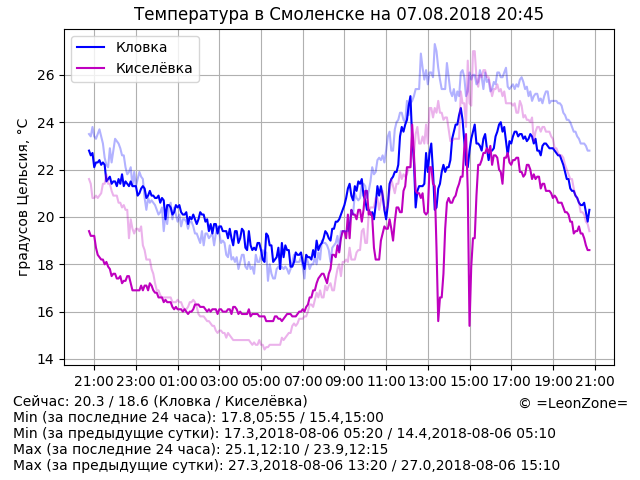 Температура в Смоленске на 07.08.2018 20:45
Кловка
Киселёвка
градусов Цельсия, °C
26
24
22
20
18
16
14
21:00 23:00 01:00 03:00 05:00 07:00 09:00 11:00 13:00 15:00 17:00 19:00 21:00
Сейчас: 20.3 / 18.6 (Кловка / Киселёвка)
© =LeonZone=
Min (за последние 24 часа): 17.8,05:55 / 15.4,15:00
Min (за предыдущие сутки): 17.3,2018-08-06 05:20 / 14.4,2018-08-06 05:10
Max (за последние 24 часа): 25.1,12:10 / 23.9,12:15
Max (за предыдущие сутки): 27.3,2018-08-06 13:20 / 27.0,2018-08-06 15:10